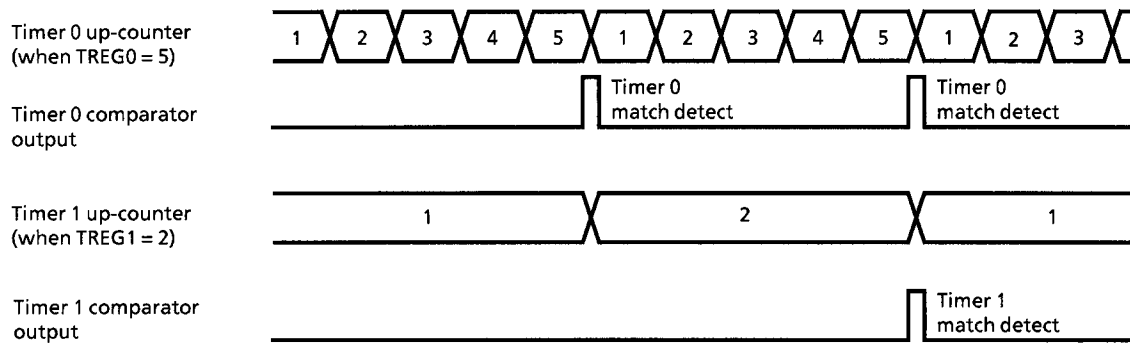 Timer 0 up-counter
(when TREG0 = 5)
1 2 3 4 5 1 2 3 4 5 1 2 3
Timer 0 comparator
output
Timer 0
match detect
Timer 0
match detect
Timer 1 up-counter
(when TREG1 = 2)
1 2 1
Timer 1 comparator
output
Timer 1
match detect